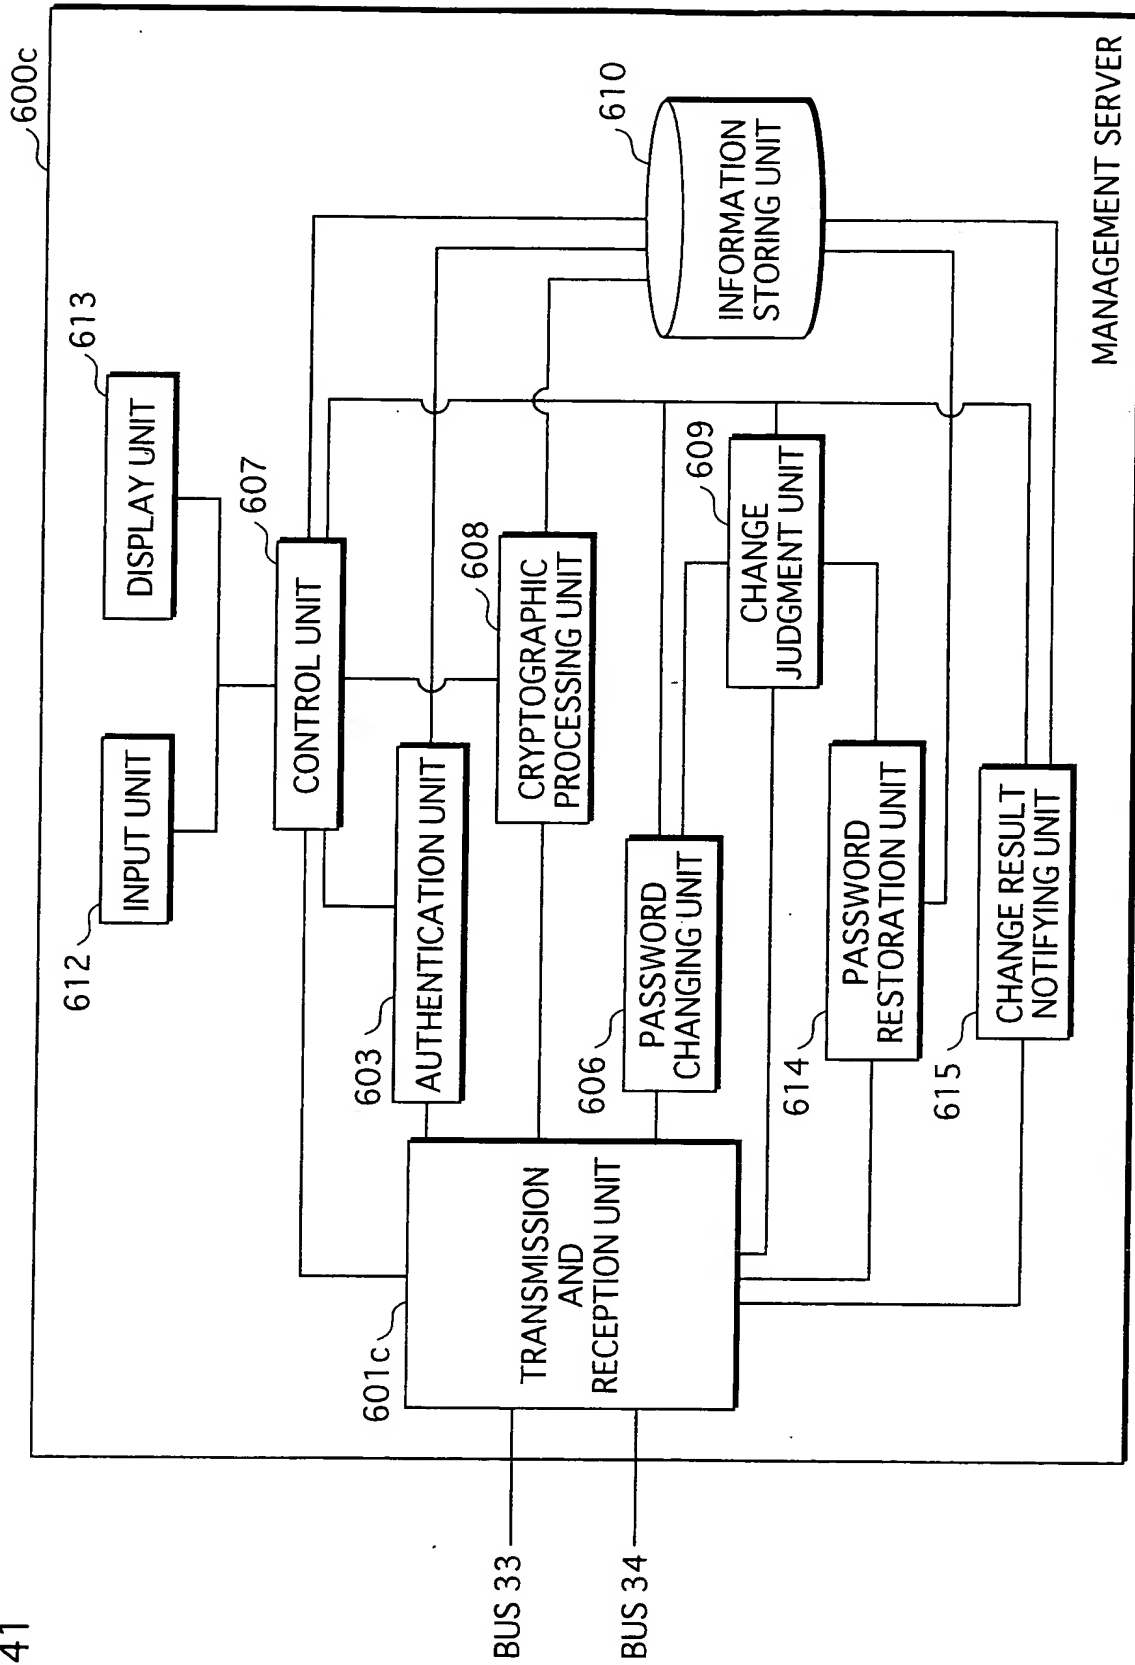 41
600c
612
INPUT UNIT
613
DISPLAY UNIT
607
CONTROL UNIT
603
AUTHENTICATION UNIT
608
CRYPTOGRAPHIC
PROCESSING UNIT
610
INFORMATION
STORING UNIT
601c
TRANSMISSION
AND
RECEPTION UNIT
BUS 33
BUS 34
606
PASSWORD
CHANGING UNIT
609
CHANGE
JUDGMENT UNIT
614
PASSWORD
RESTORATION UNIT
615
CHANGE RESULT
NOTIFYING UNIT
MANAGEMENT SERVER